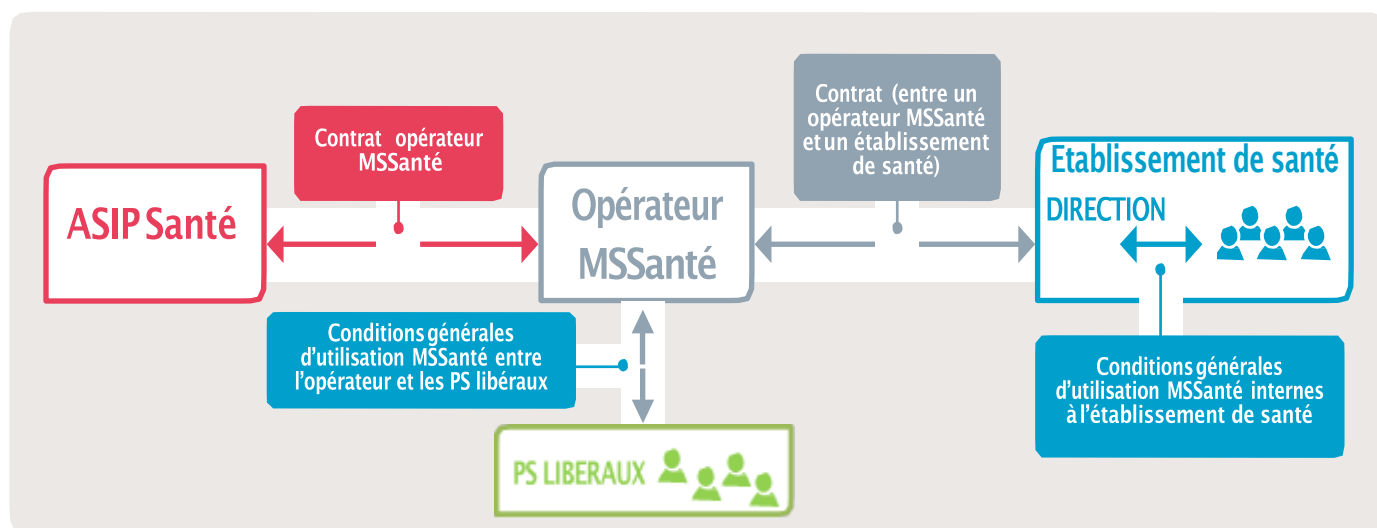 Contrat opérateur
MSSanté
Contrat (entre un
opérateur MSSanté
et un établissement
de santé)
ASIP Santé
Opérateur
MSSanté
Etablissement de santé
DIRECTION
Conditions générales
d'utilisation MSSanté entre
l'opérateur et les PS libéraux
Conditions générales
d'utilisation MSSanté internes
à l'établissement de santé
PS LIBERAUX